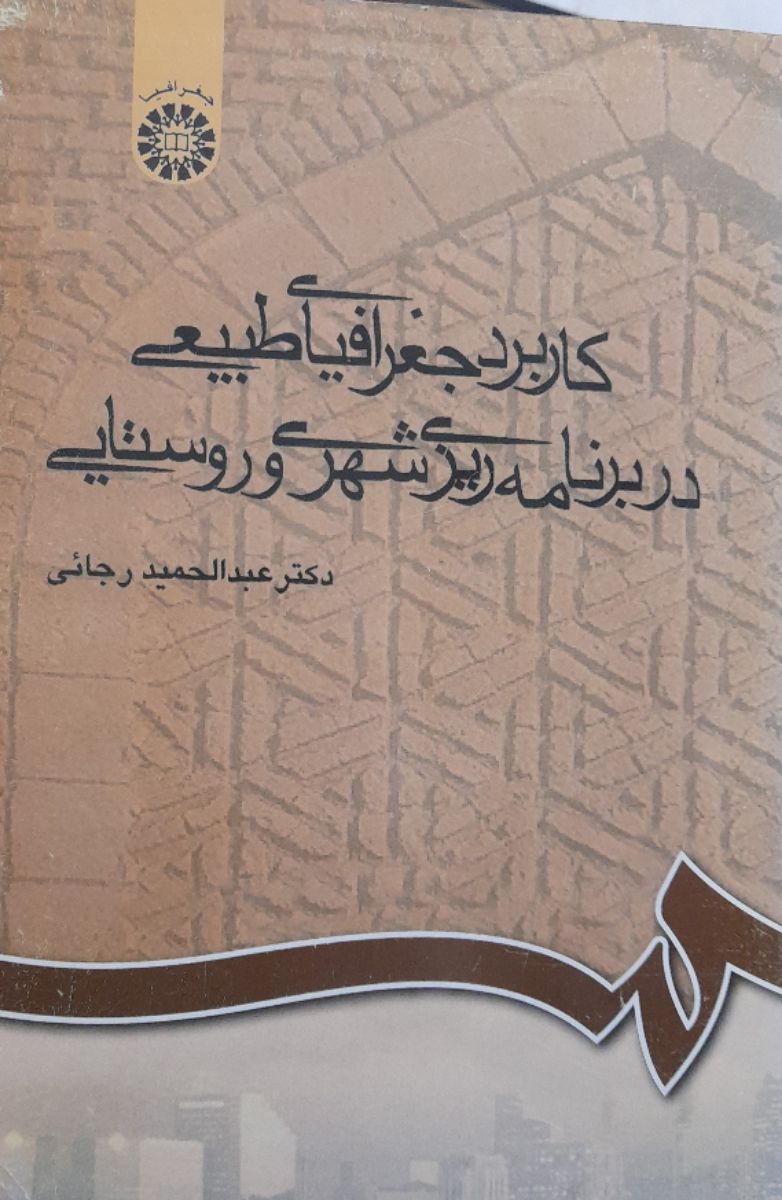 جغرافیا
کاربرد جغرافیای طبیعی
در برنامه‌ریزی شهری و روستایی
دکتر عبدالحمید رجائی